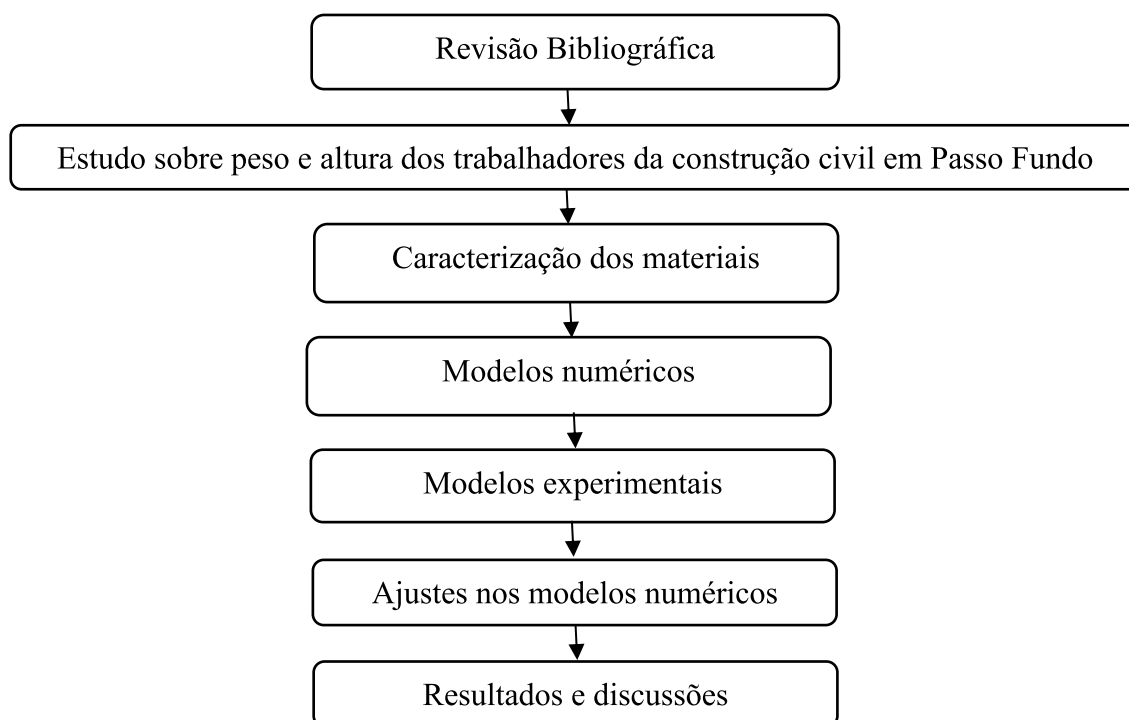 Revisão Bibliográfica
Estudo sobre peso e altura dos trabalhadores da construção civil em Passo Fundo
Caracterização dos materiais
Modelos numéricos
Modelos experimentais
Ajustes nos modelos numéricos
Resultados e discussões